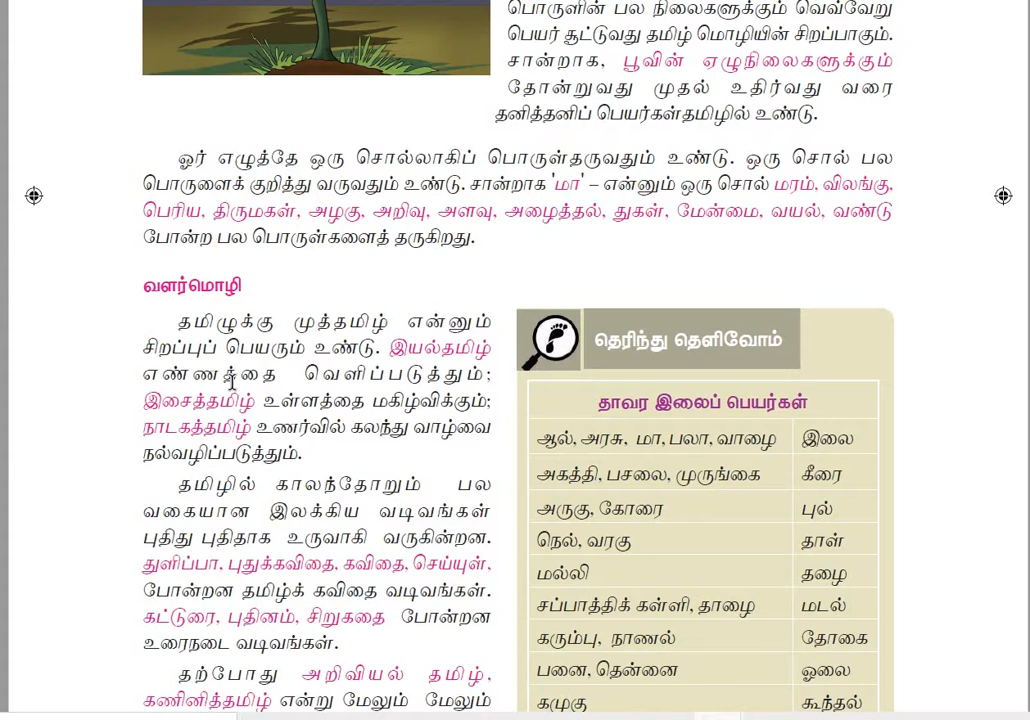 பொருளின் பல நிலைகளுக்கும் வெவ்வேறு
பெயர் சூட்டுவது தமிழ் மொழியின் சிறப்பாகும்.
சான்றாக, பூவின் ஏழுநிலைகளுக்கும்
தோன்றுவது முதல் உதிர்வது வரை
தனித்தனிப் பெயர்கள்தமிழில் உண்டு.
ஓர் எழுத்தே ஒரு சொல்லாகிப் பொருள்தருவதும் உண்டு. ஒரு சொல் பல
பொருளைக் குறித்து வருவதும் உண்டு. சான்றாக 'மா' – என்னும் ஒரு சொல் மரம், விலங்கு,
பெரிய, திருமகள், அழகு, அறிவு, அளவு, அழைத்தல், துகள், மேன்மை, வயல், வண்டு
போன்ற பல பொருள்களைத் தருகிறது.
வளர்மொழி
தமிழுக்கு முத்தமிழ் என்னும்
சிறப்புப் பெயரும் உண்டு. இயல்தமிழ்
எண்ணத்தை வெளிப்படுத்தும்;
இசைத்தமிழ் உள்ளத்தை மகிழ்விக்கும்;
நாடகத்தமிழ் உணர்வில் கலந்து வாழ்வை
நல்வழிப்படுத்தும்.
தமிழில் காலந்தோறும் பல
வகையான இலக்கிய வடிவங்கள்
புதிது புதிதாக உருவாகி வருகின்றன.
துளிப்பா, புதுக்கவிதை, கவிதை, செய்யுள்,
போன்றன தமிழ்க் கவிதை வடிவங்கள்.
கட்டுரை, புதினம், சிறுகதை போன்றன
உரைநடை வடிவங்கள்.
தற்போது அறிவியல் தமிழ்,
கணினித்தமிழ் என்று மேலும் மேலும்
தெரிந்து தெளிவோம்
தாவர இலைப் பெயர்கள்
ஆல், அரசு, மா, பலா, வாழை இலை
அகத்தி, பசலை, முருங்கை கீரை
அருகு, கோரை புல்
நெல், வரகு தாள்
மல்லி தழை
சப்பாத்திக் கள்ளி, தாழை மடல்
கரும்பு, நாணல் தோகை
பனை, தென்னை ஓலை
கமுகு கூந்தல்